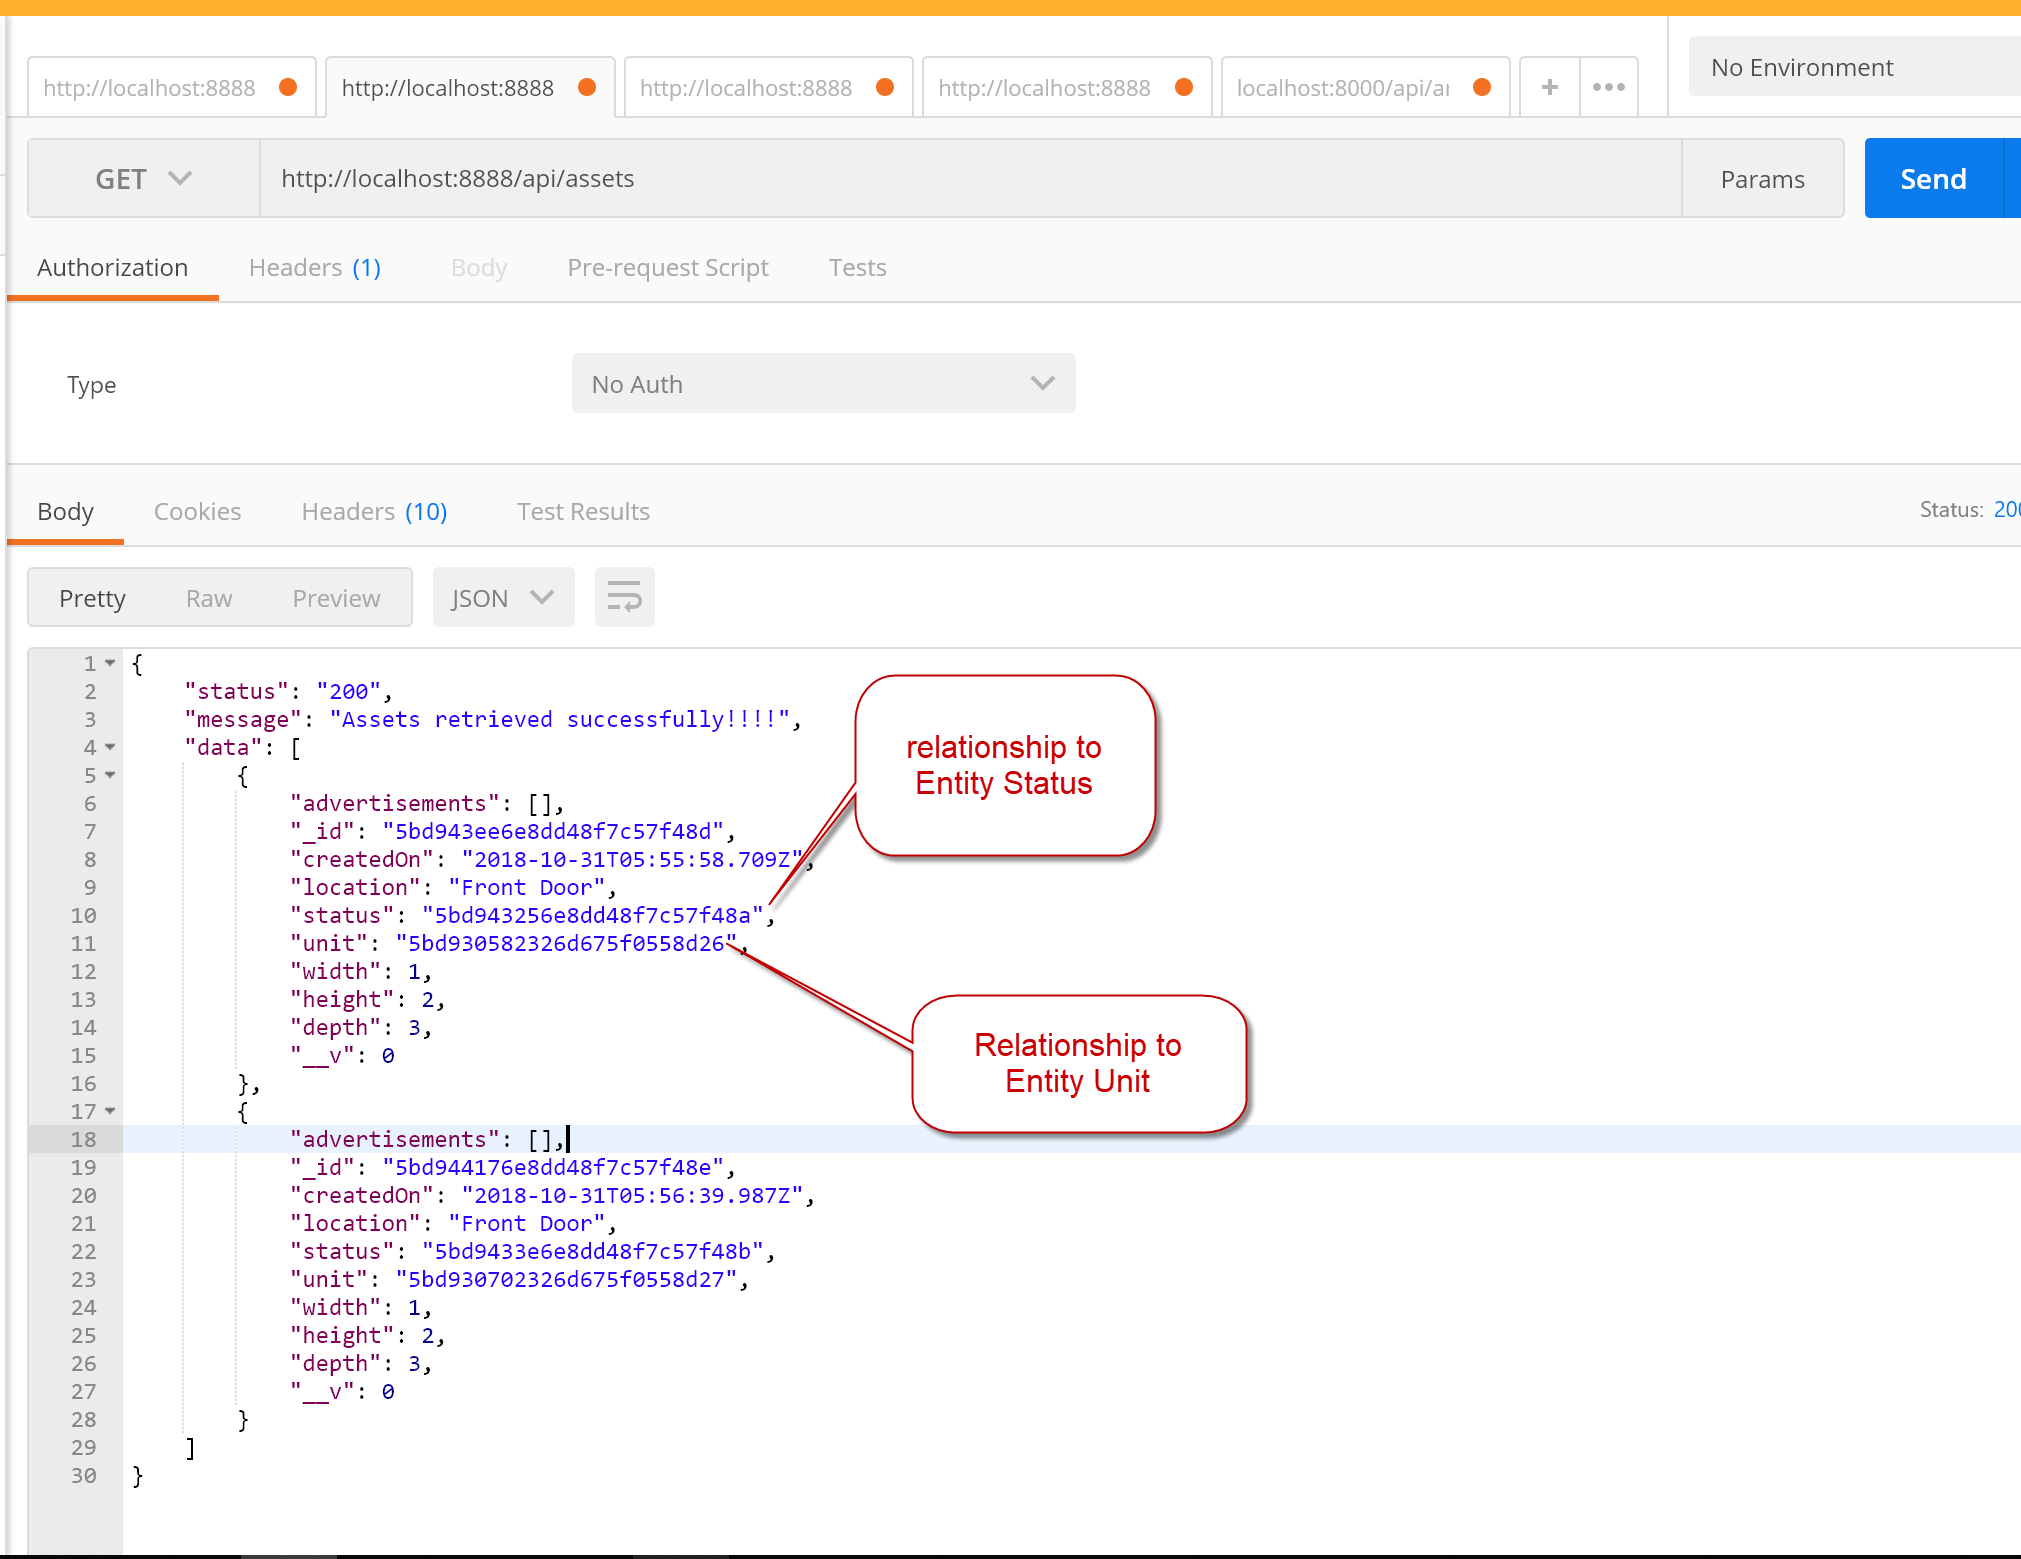 http://localhost:8888 http://localhost:8888 http://localhost:8888 http://localhost:8888 localhost:8000/api/ar + ••• No Environment
GET http://localhost:8888/api/assets Params Send
Authorization Headers (1) Body Pre-request Script Tests
Type No Auth
Body Cookies Headers (10) Test Results Status: 200
Pretty Raw Preview JSON
1 {
2 "status": "200",
3 "message": "Assets retrieved successfully!!!!",
4 "data": [
5 {
6 "advertisements": [],
7 "_id": "5bd943ee6e8dd48f7c57f48d",
8 "createdOn": "2018-10-31T05:55:58.709Z",
9 "location": "Front Door",
10 "status": "5bd943256e8dd48f7c57f48a",
11 "unit": "5bd930582326d675f0558d26",
12 "width": 1,
13 "height": 2,
14 "depth": 3,
15 "__v": 0
16 },
17 {
18 "advertisements": [],
19 "_id": "5bd944176e8dd48f7c57f48e",
20 "createdOn": "2018-10-31T05:56:39.987Z",
21 "location": "Front Door",
22 "status": "5bd9433e6e8dd48f7c57f48b",
23 "unit": "5bd930702326d675f0558d27",
24 "width": 1,
25 "height": 2,
26 "depth": 3,
27 "__v": 0
28 }
29 ]
30 }
relationship to
Entity Status
Relationship to
Entity Unit